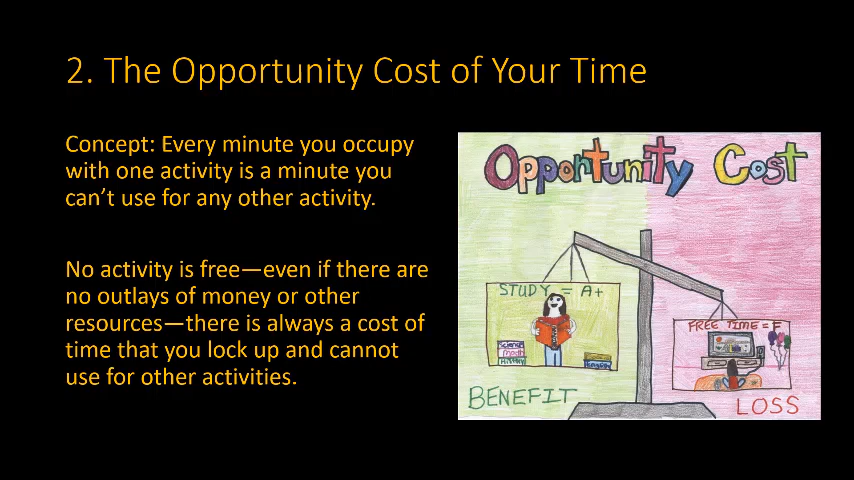 2. The Opportunity Cost of Your Time
Concept: Every minute you occupy
with one activity is a minute you
can’t use for any other activity.
No activity is free—even if there are
no outlays of money or other
resources—there is always a cost of
time that you lock up and cannot
use for other activities.
Opportunity Cost
STUDY = A+
FREE TIME = F
Science
Math
HISTORY
BENEFIT
LOSS